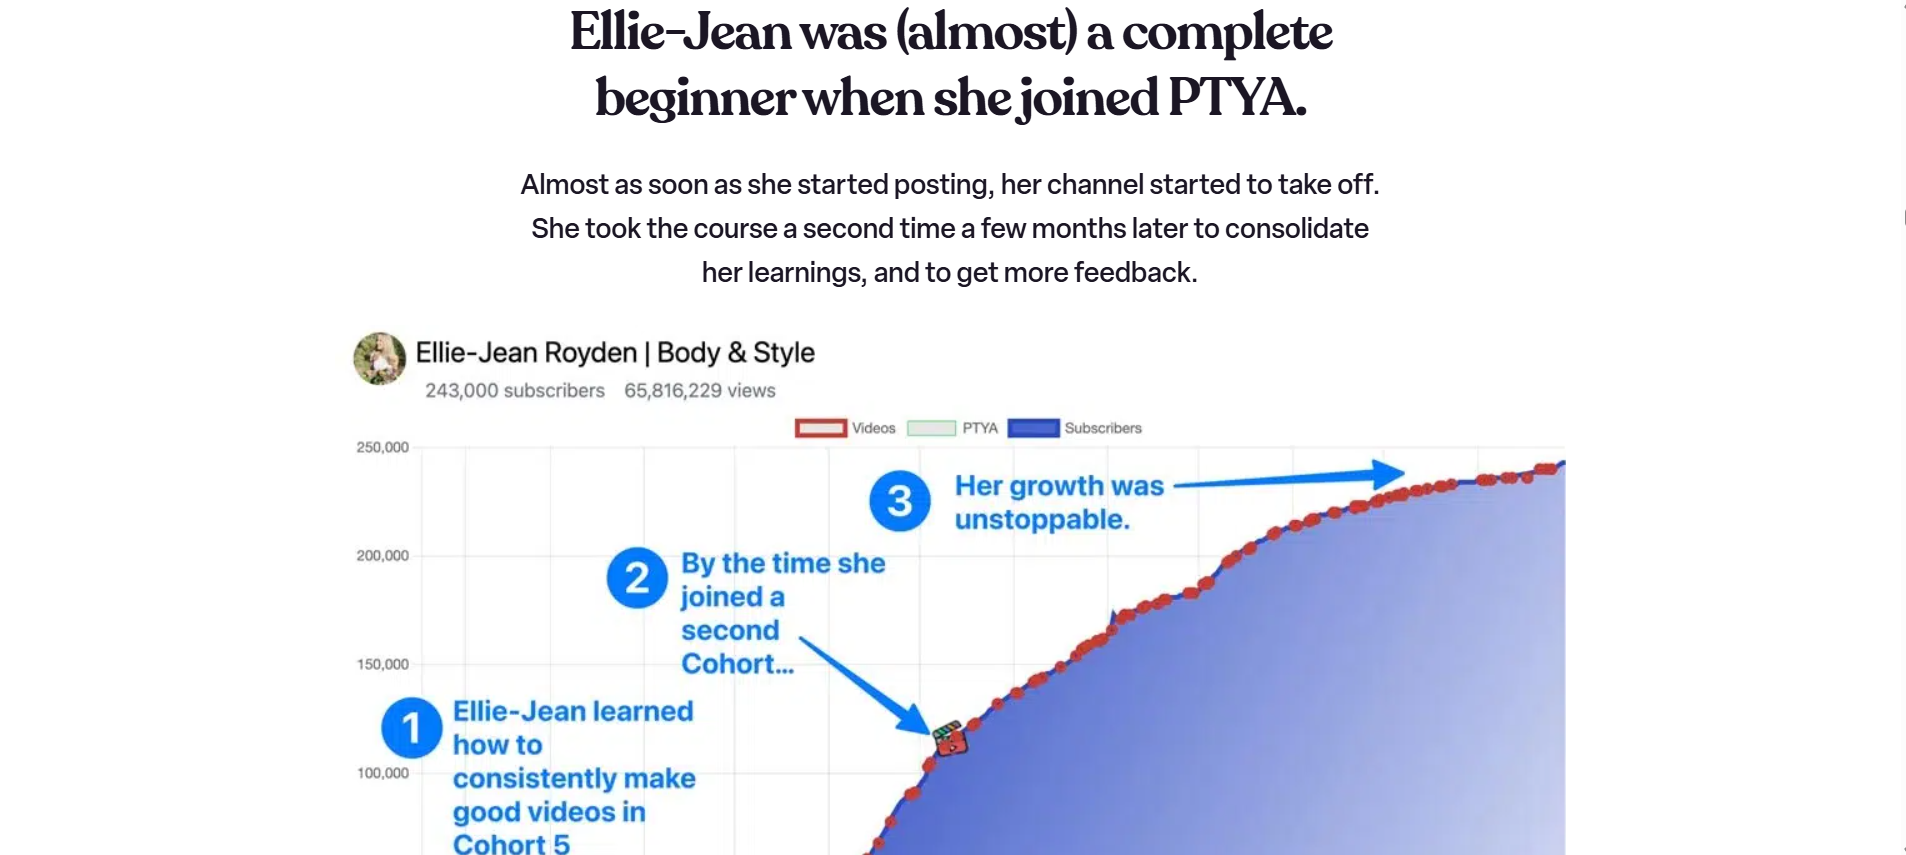 Ellie-Jean was (almost) a complete
beginner when she joined PTYA.
Almost as soon as she started posting, her channel started to take off.
She took the course a second time a few months later to consolidate
her learnings, and to get more feedback.
Ellie-Jean Royden | Body & Style
243,000 subscribers 65,816,229 views
Videos PTYA Subscribers
250,000
200,000
150,000
100,000
3
Her growth was
unstoppable.
2
By the time she
joined a
second
Cohort...
1
Ellie-Jean learned
how to
consistently make
good videos in
Cohort 5